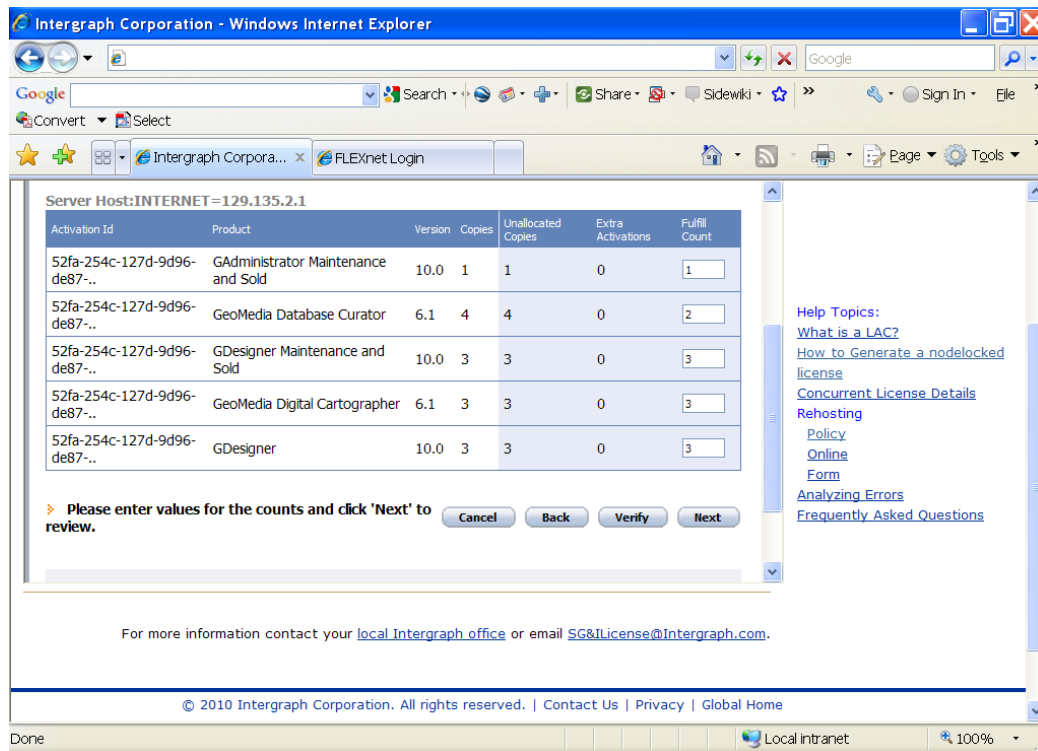 Intergraph Corporation - Windows Internet Explorer
Google
Google Search Share Sidewiki » Sign In File
Convert Select
Intergraph Corpora... x FLEXnet Login Page Tools
Server Host:INTERNET=129.135.2.1
Activation Id Product Version Copies Unallocated Copies Extra Activations Fulfill Count
52fa-254c-127d-9d96-de87-.. GAdministrator Maintenance and Sold 10.0 1 1 0 1
52fa-254c-127d-9d96-de87-.. GeoMedia Database Curator 6.1 4 4 0 2
52fa-254c-127d-9d96-de87-.. GDesigner Maintenance and Sold 10.0 3 3 0 3
52fa-254c-127d-9d96-de87-.. GeoMedia Digital Cartographer 6.1 3 3 0 3
52fa-254c-127d-9d96-de87-.. GDesigner 10.0 3 3 0 3
Please enter values for the counts and click 'Next' to
review.
Cancel Back Verify Next
Help Topics:
What is a LAC?
How to Generate a nodelocked
license
Concurrent License Details
Rehosting
Policy
Online
Form
Analyzing Errors
Frequently Asked Questions
For more information contact your local Intergraph office or email SG&ILicense@Intergraph.com.
© 2010 Intergraph Corporation. All rights reserved. | Contact Us | Privacy | Global Home
Done Local intranet 100%